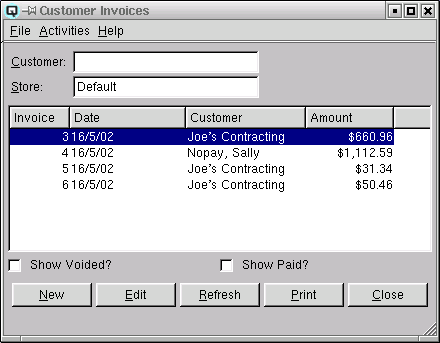 Customer Invoices
File Activities Help
Customer:
Store: Default
Invoice Date Customer Amount
3 16/5/02 Joe's Contracting $660.96
4 16/5/02 Nopay, Sally $1,112.59
5 16/5/02 Joe's Contracting $31.34
6 16/5/02 Joe's Contracting $50.46
Show Voided? Show Paid?
New Edit Refresh Print Close